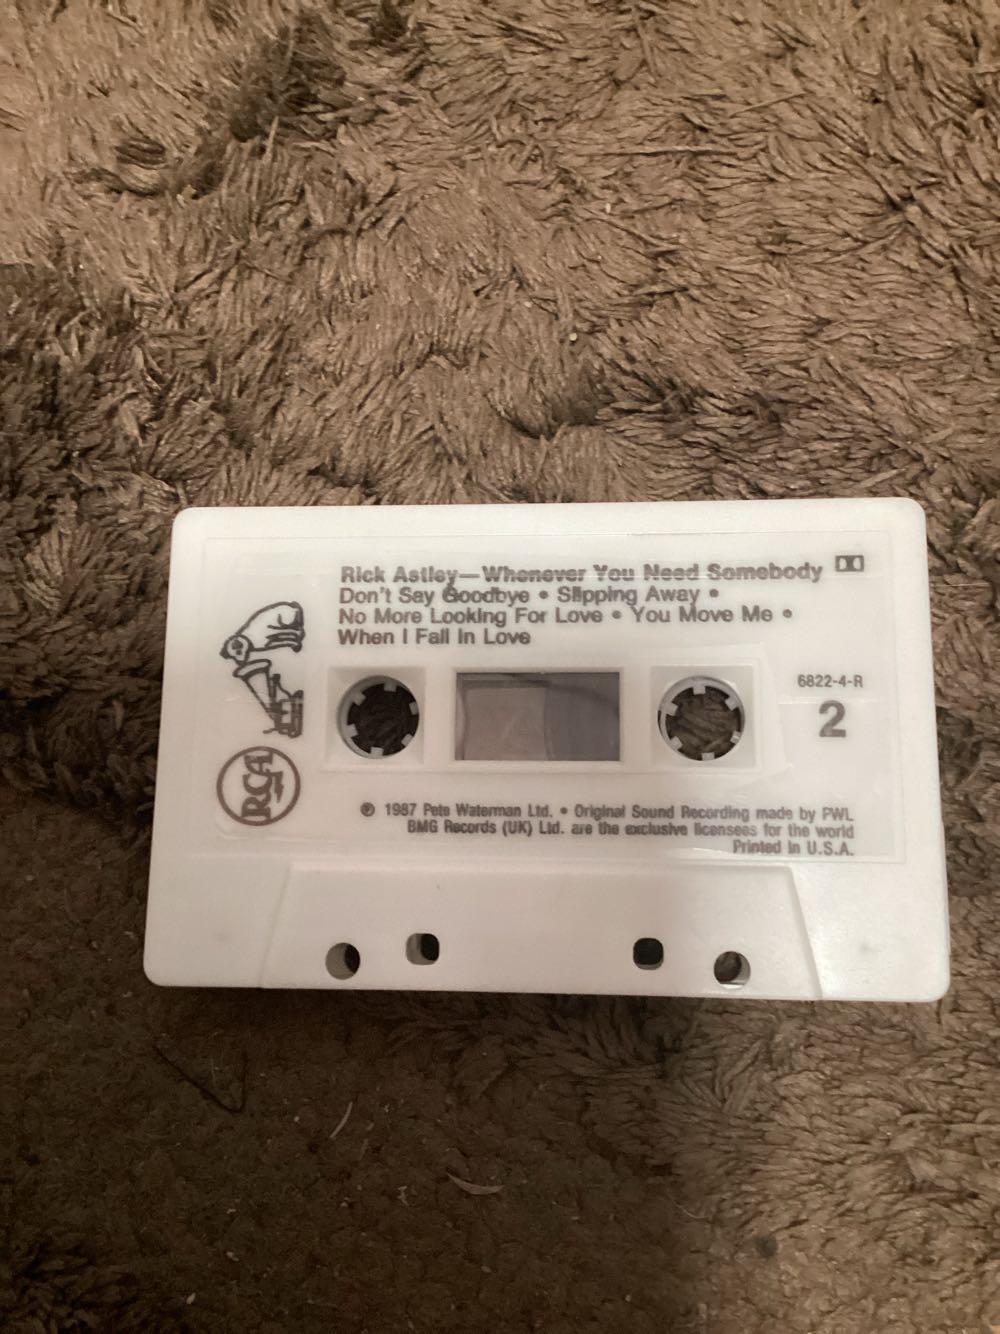 Rick Astley—Whenever You Need Somebody
Don't Say Goodbye • Slipping Away •
No More Looking For Love • You Move Me •
When I Fall In Love
6822-4-R
2
RCA
℗ 1987 Pete Waterman Ltd. • Original Sound Recording made by PWL
BMG Records (UK) Ltd. are the exclusive licensees for the world
Printed in U.S.A.